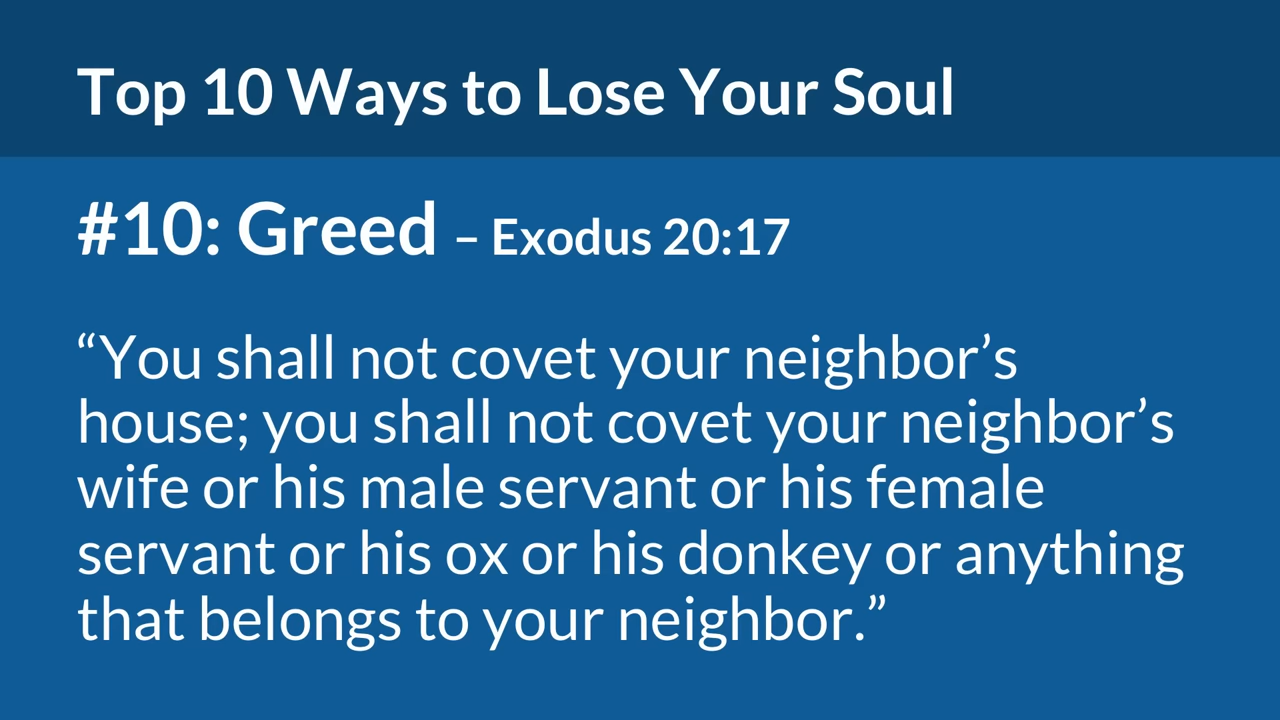 Top 10 Ways to Lose Your Soul
#10: Greed – Exodus 20:17
“You shall not covet your neighbor’s
house; you shall not covet your neighbor’s
wife or his male servant or his female
servant or his ox or his donkey or anything
that belongs to your neighbor.”